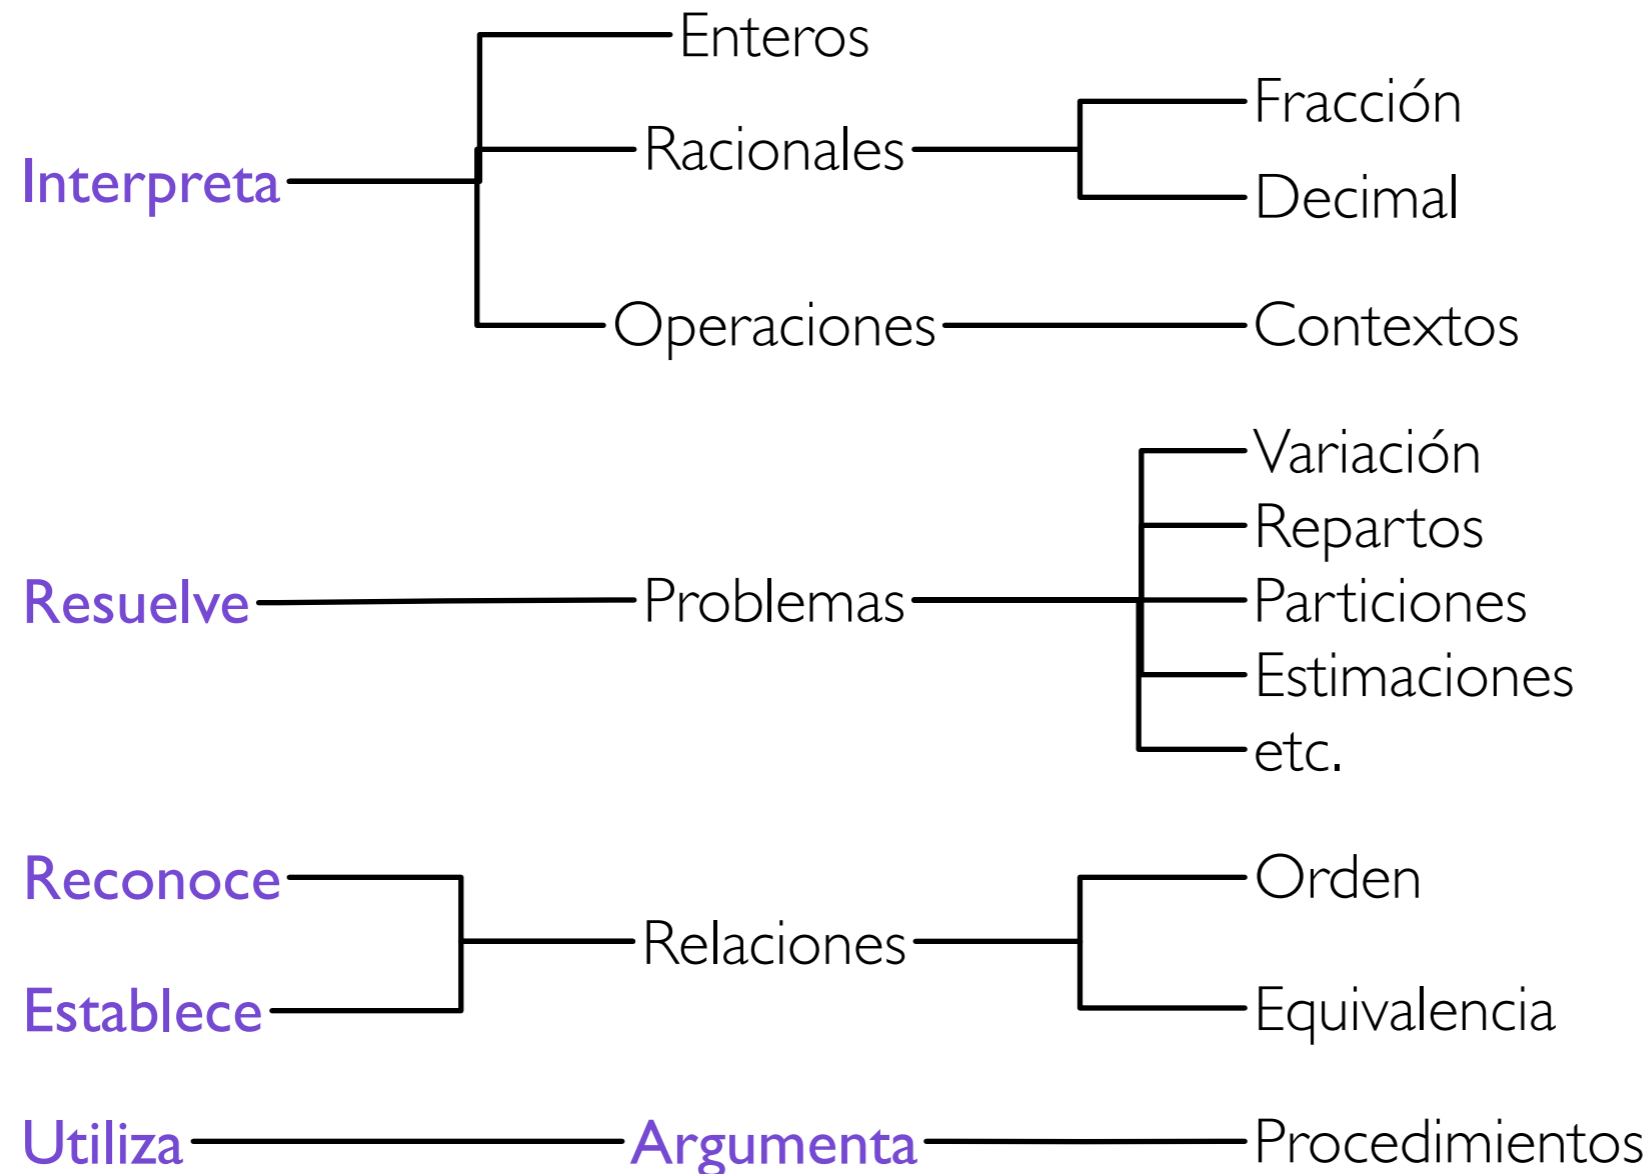 Enteros
Fracción
Interpreta
Racionales
Decimal
Operaciones
Contextos
Variación
Repartos
Resuelve
Problemas
Particiones
Estimaciones
etc.
Reconoce
Orden
Relaciones
Establece
Equivalencia
Utiliza
Argumenta
Procedimientos